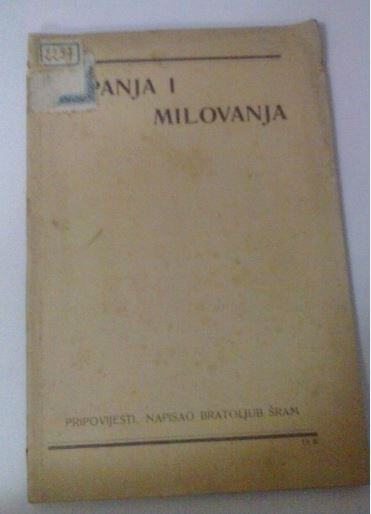 PANJA I
MILOVANJA
PRIPOVIJESTI. NAPISAO BRATOLJUB ŠRAM